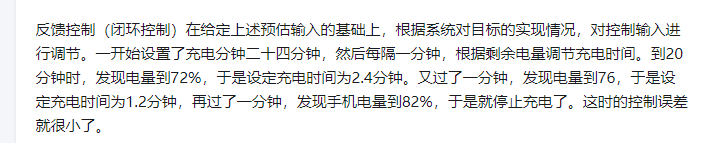 反馈控制（闭环控制）在给定上述预估输入的基础上，根据系统对目标的实现情况，对控制输入进
行调节。一开始设置了充电分钟二十四分钟，然后每隔一分钟，根据剩余电量调节充电时间。到20
分钟时，发现电量到72%，于是设定充电时间为2.4分钟。又过了一分钟，发现电量到76，于是设
定充电时间为1.2分钟，再过了一分钟，发现手机电量到82%，于是就停止充电了。这时的控制误差
就很小了。